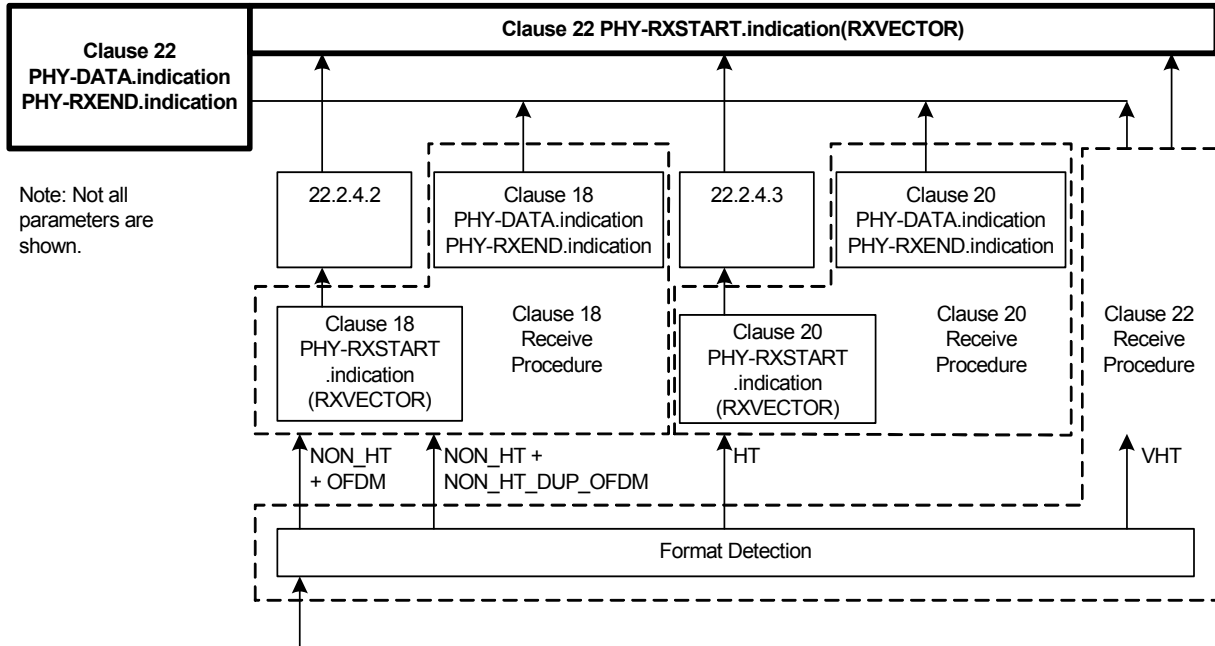 Clause 22 PHY-RXSTART.indication(RXVECTOR)
Clause 22
PHY-DATA.indication
PHY-RXEND.indication
Note: Not all
parameters are
shown.
22.2.4.2
Clause 18
PHY-DATA.indication
PHY-RXEND.indication
22.2.4.3
Clause 20
PHY-DATA.indication
PHY-RXEND.indication
Clause 18
PHY-RXSTART
.indication
(RXVECTOR)
Clause 18
Receive
Procedure
Clause 20
PHY-RXSTART
.indication
(RXVECTOR)
Clause 20
Receive
Procedure
Clause 22
Receive
Procedure
NON_HT
+ OFDM
NON_HT +
NON_HT_DUP_OFDM
HT
VHT
Format Detection